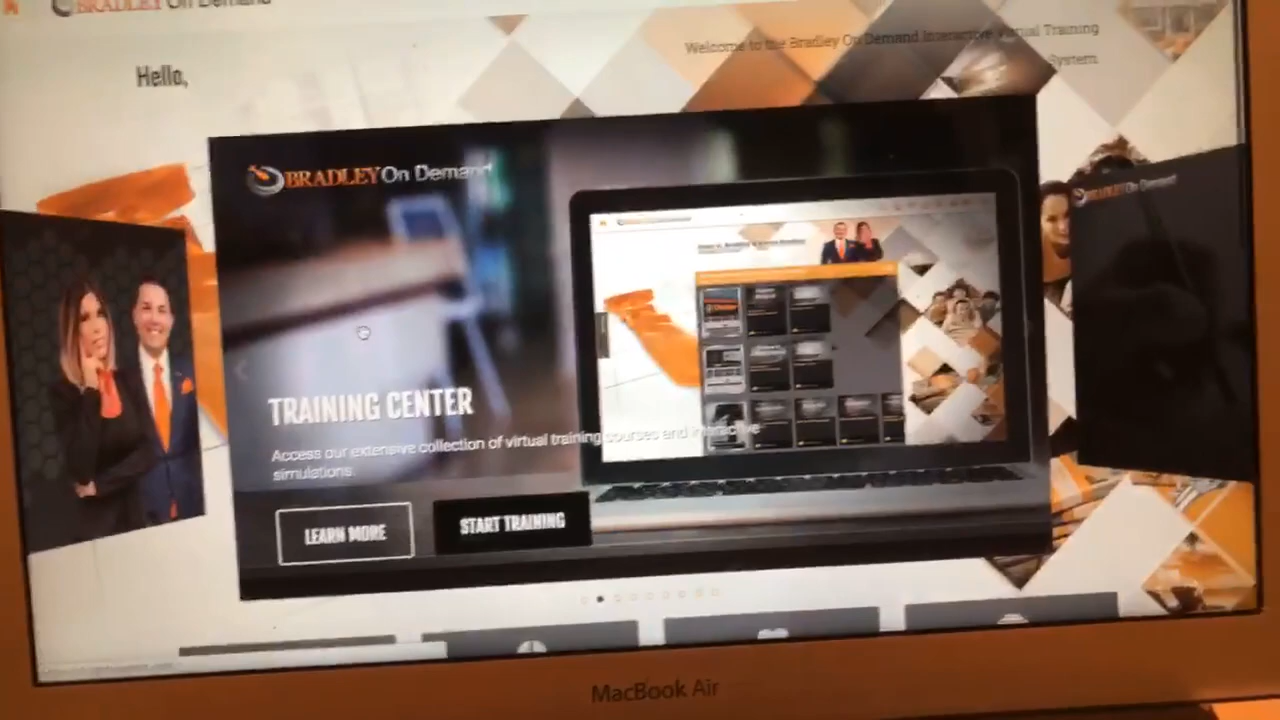 BRADLEY On Demand
Welcome to the Bradley On Demand Interactive Virtual Training
System.
Hello,
BRADLEY On Demand
BRADLEY On Demand
TRAINING CENTER
Access our extensive collection of virtual training courses and interactive
simulations.
LEARN MORE
START TRAINING
MacBook Air